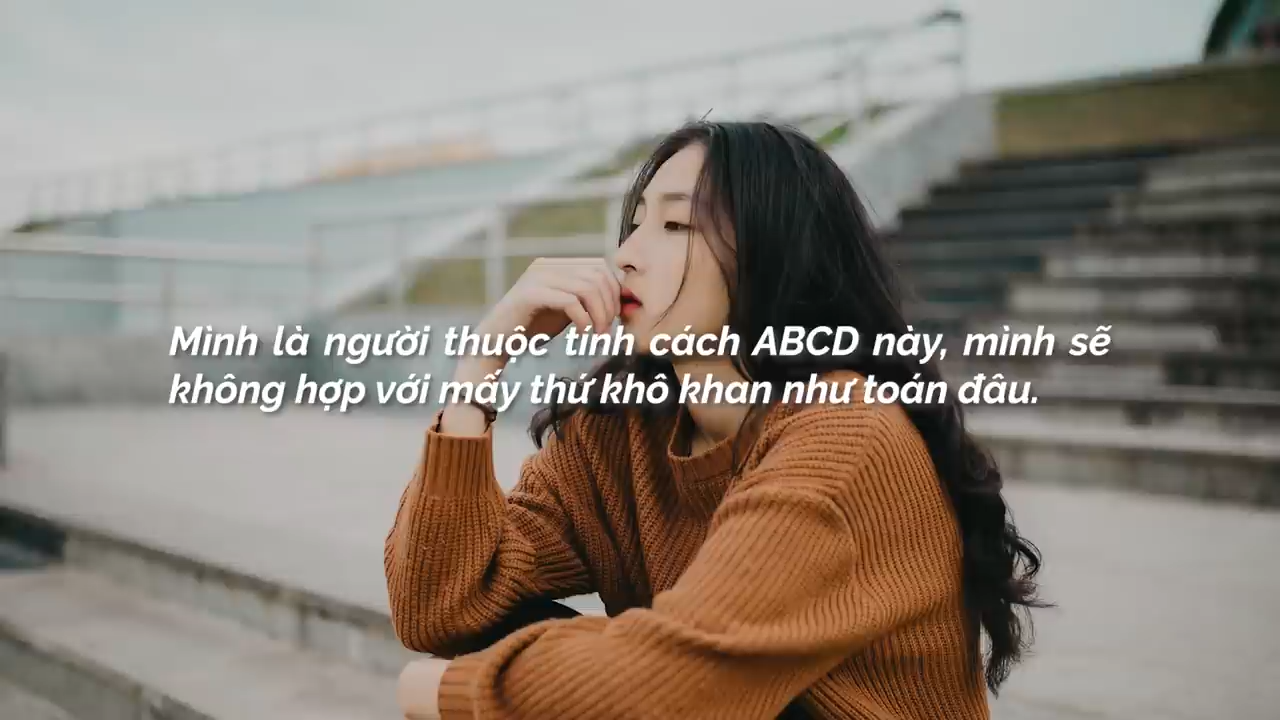 Mình là người thuộc tính cách ABCD này, mình sẽ
không hợp với mấy thứ khô khan như toán đâu.